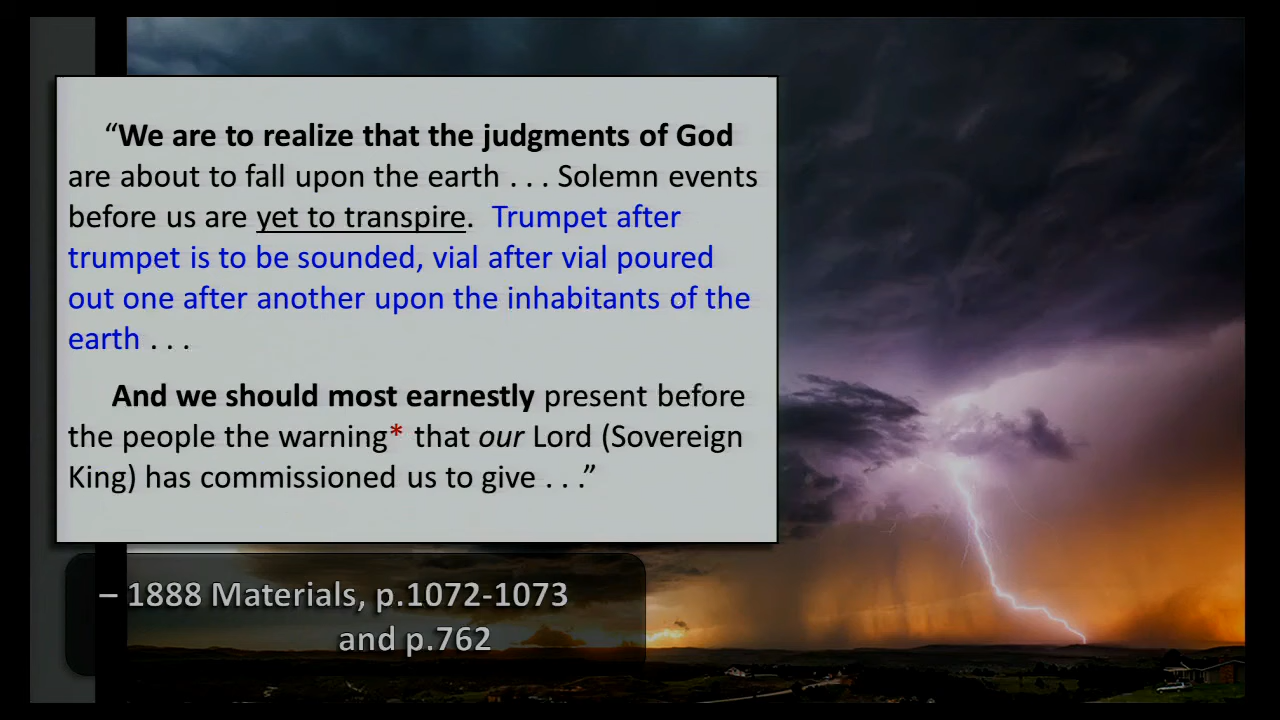 “We are to realize that the judgments of God
are about to fall upon the earth . . . Solemn events
before us are yet to transpire. Trumpet after
trumpet is to be sounded, vial after vial poured
out one after another upon the inhabitants of the
earth . . .
And we should most earnestly present before
the people the warning* that our Lord (Sovereign
King) has commissioned us to give . . .”
– 1888 Materials, p.1072-1073
and p.762